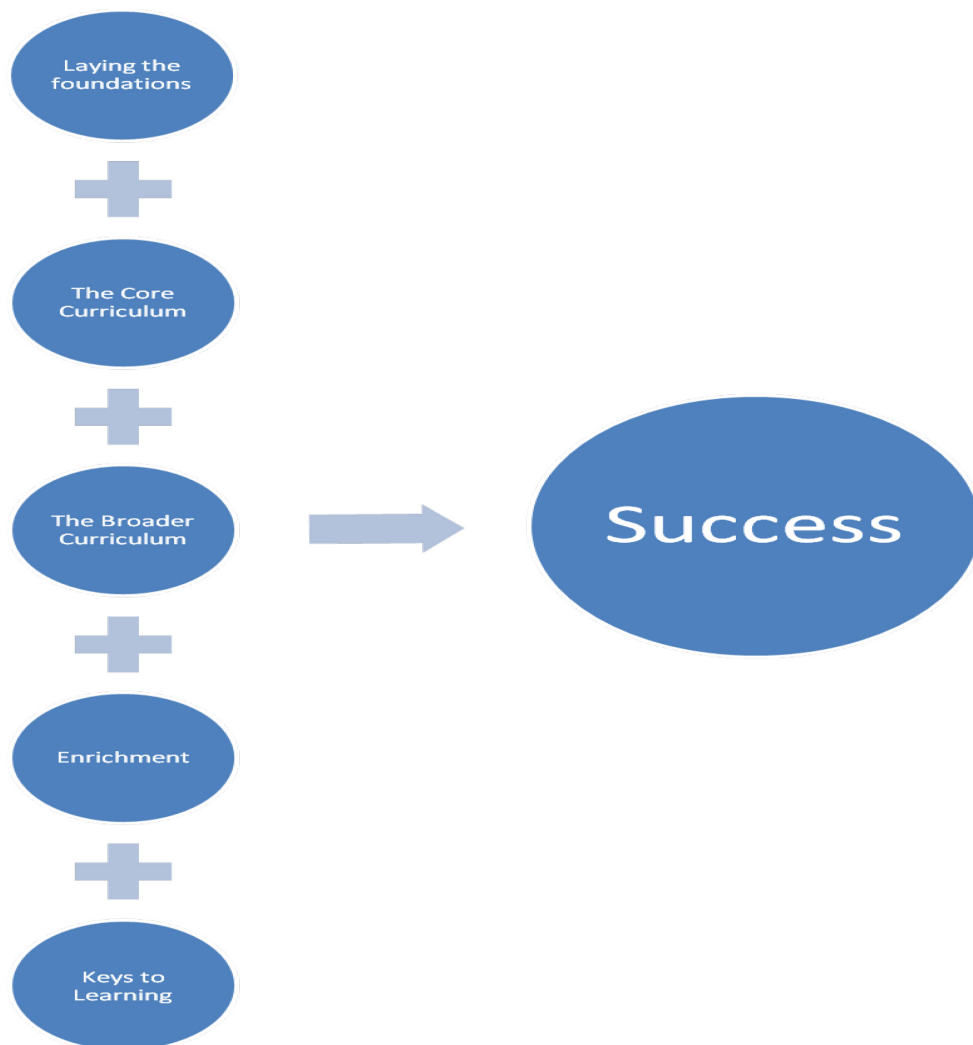 Laying the
foundations
The Core
Curriculum
The Broader
Curriculum
Success
Enrichment
Keys to
Learning